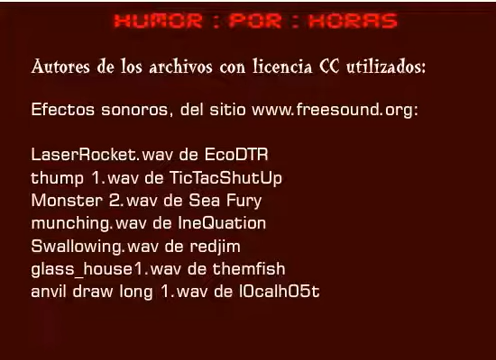 HUMOR : POR : HORAS
Autores de los archivos con licencia CC utilizados:
Efectos sonoros, del sitio www.freesound.org:
LaserRocket.wav de EcoDTR
thump 1.wav de TicTacShutUp
Monster 2.wav de Sea Fury
munching.wav de IneQuation
Swallowing.wav de redjim
glass_house1.wav de themfish
anvil draw long 1.wav de l0calh05t